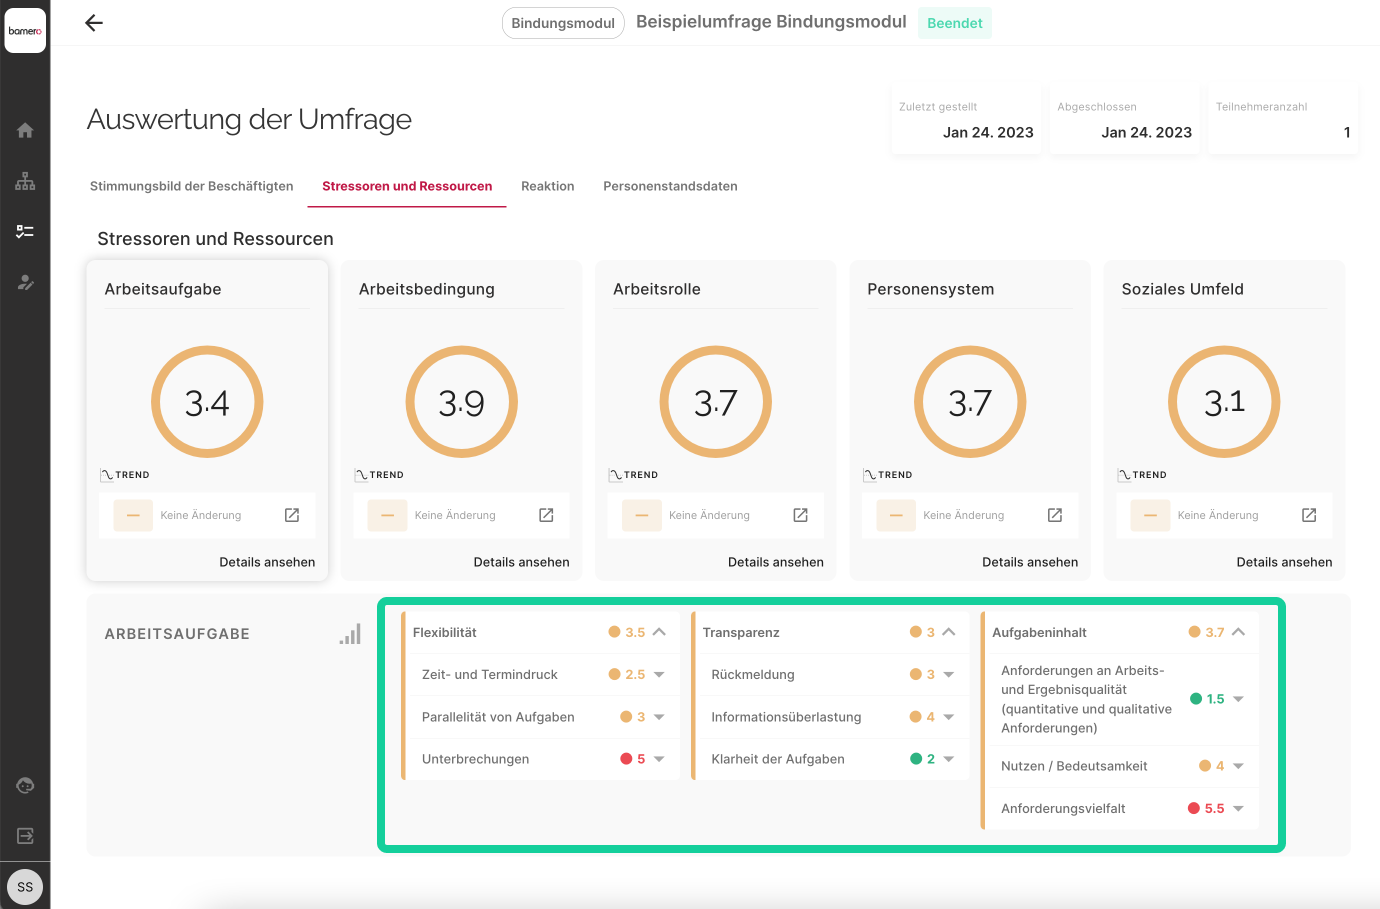 bamero
Bindungsmodul
Beispielumfrage Bindungsmodul
Beendet
Auswertung der Umfrage
Zuletzt gestellt
Jan 24. 2023
Abgeschlossen
Jan 24. 2023
Teilnehmeranzahl
1
Stimmungsbild der Beschäftigten
Stressoren und Ressourcen
Reaktion
Personenstandsdaten
Stressoren und Ressourcen
Arbeitsaufgabe
3.4
TREND
Keine Änderung
Details ansehen
Arbeitsbedingung
3.9
TREND
Keine Änderung
Details ansehen
Arbeitsrolle
3.7
TREND
Keine Änderung
Details ansehen
Personensystem
3.7
TREND
Keine Änderung
Details ansehen
Soziales Umfeld
3.1
TREND
Keine Änderung
Details ansehen
ARBEITSAUFGABE
Flexibilität 3.5
Zeit- und Termindruck 2.5
Parallelität von Aufgaben 3
Unterbrechungen 5
Transparenz 3
Rückmeldung 3
Informationsüberlastung 4
Klarheit der Aufgaben 2
Aufgabeninhalt 3.7
Anforderungen an Arbeits-
und Ergebnisqualität
(quantitative und qualitative
Anforderungen)
1.5
Nutzen / Bedeutsamkeit 4
Anforderungsvielfalt 5.5
SS